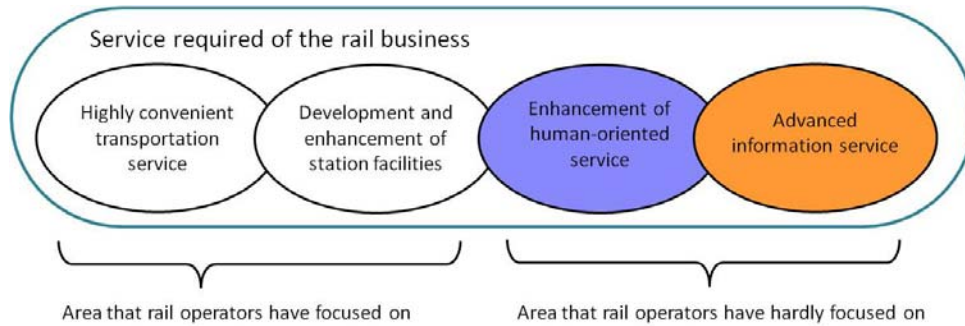 Service required of the rail business
Highly convenient
transportation
service
Development and
enhancement of
station facilities
Enhancement of
human-oriented
service
Advanced
information service
Area that rail operators have focused on
Area that rail operators have hardly focused on